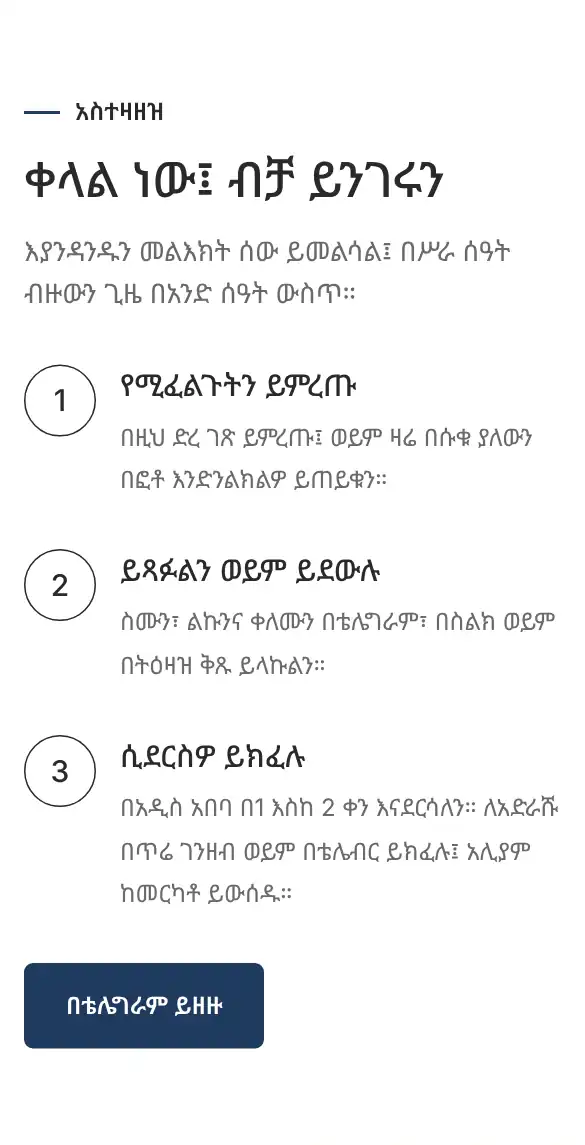 አስተዛዘዝ
ቀላል ነው፤ ብቻ ይንገሩን
እያንዳንዱን መልእክት ሰው ይመልሳል፤ በሥራ ሰዓት
ብዙውን ጊዜ በአንድ ሰዓት ውስጥ።
1
የሚፈልጉትን ይምረጡ
በዚህ ድረ ገጽ ይምረጡ፤ ወይም ዛሬ በሱቁ ያለውን
በፎቶ እንድንልክልዎ ይጠይቁን።
2
ይጻፉልን ወይም ይደውሉ
ስሙን፣ ልኩንና ቀለሙን በቴሌግራም፣ በስልክ ወይም
በትዕዛዝ ቅጹ ይላኩልን።
3
ሲደርስዎ ይክፈሉ
በአዲስ አበባ በ1 እስከ 2 ቀን እናደርሳለን። ለአድራሹ
በጥሬ ገንዘብ ወይም በቴሌብር ይክፈሉ፤ አሊያም
ከመርካቶ ይውሰዱ።
በቴሌግራም ይዘዙ